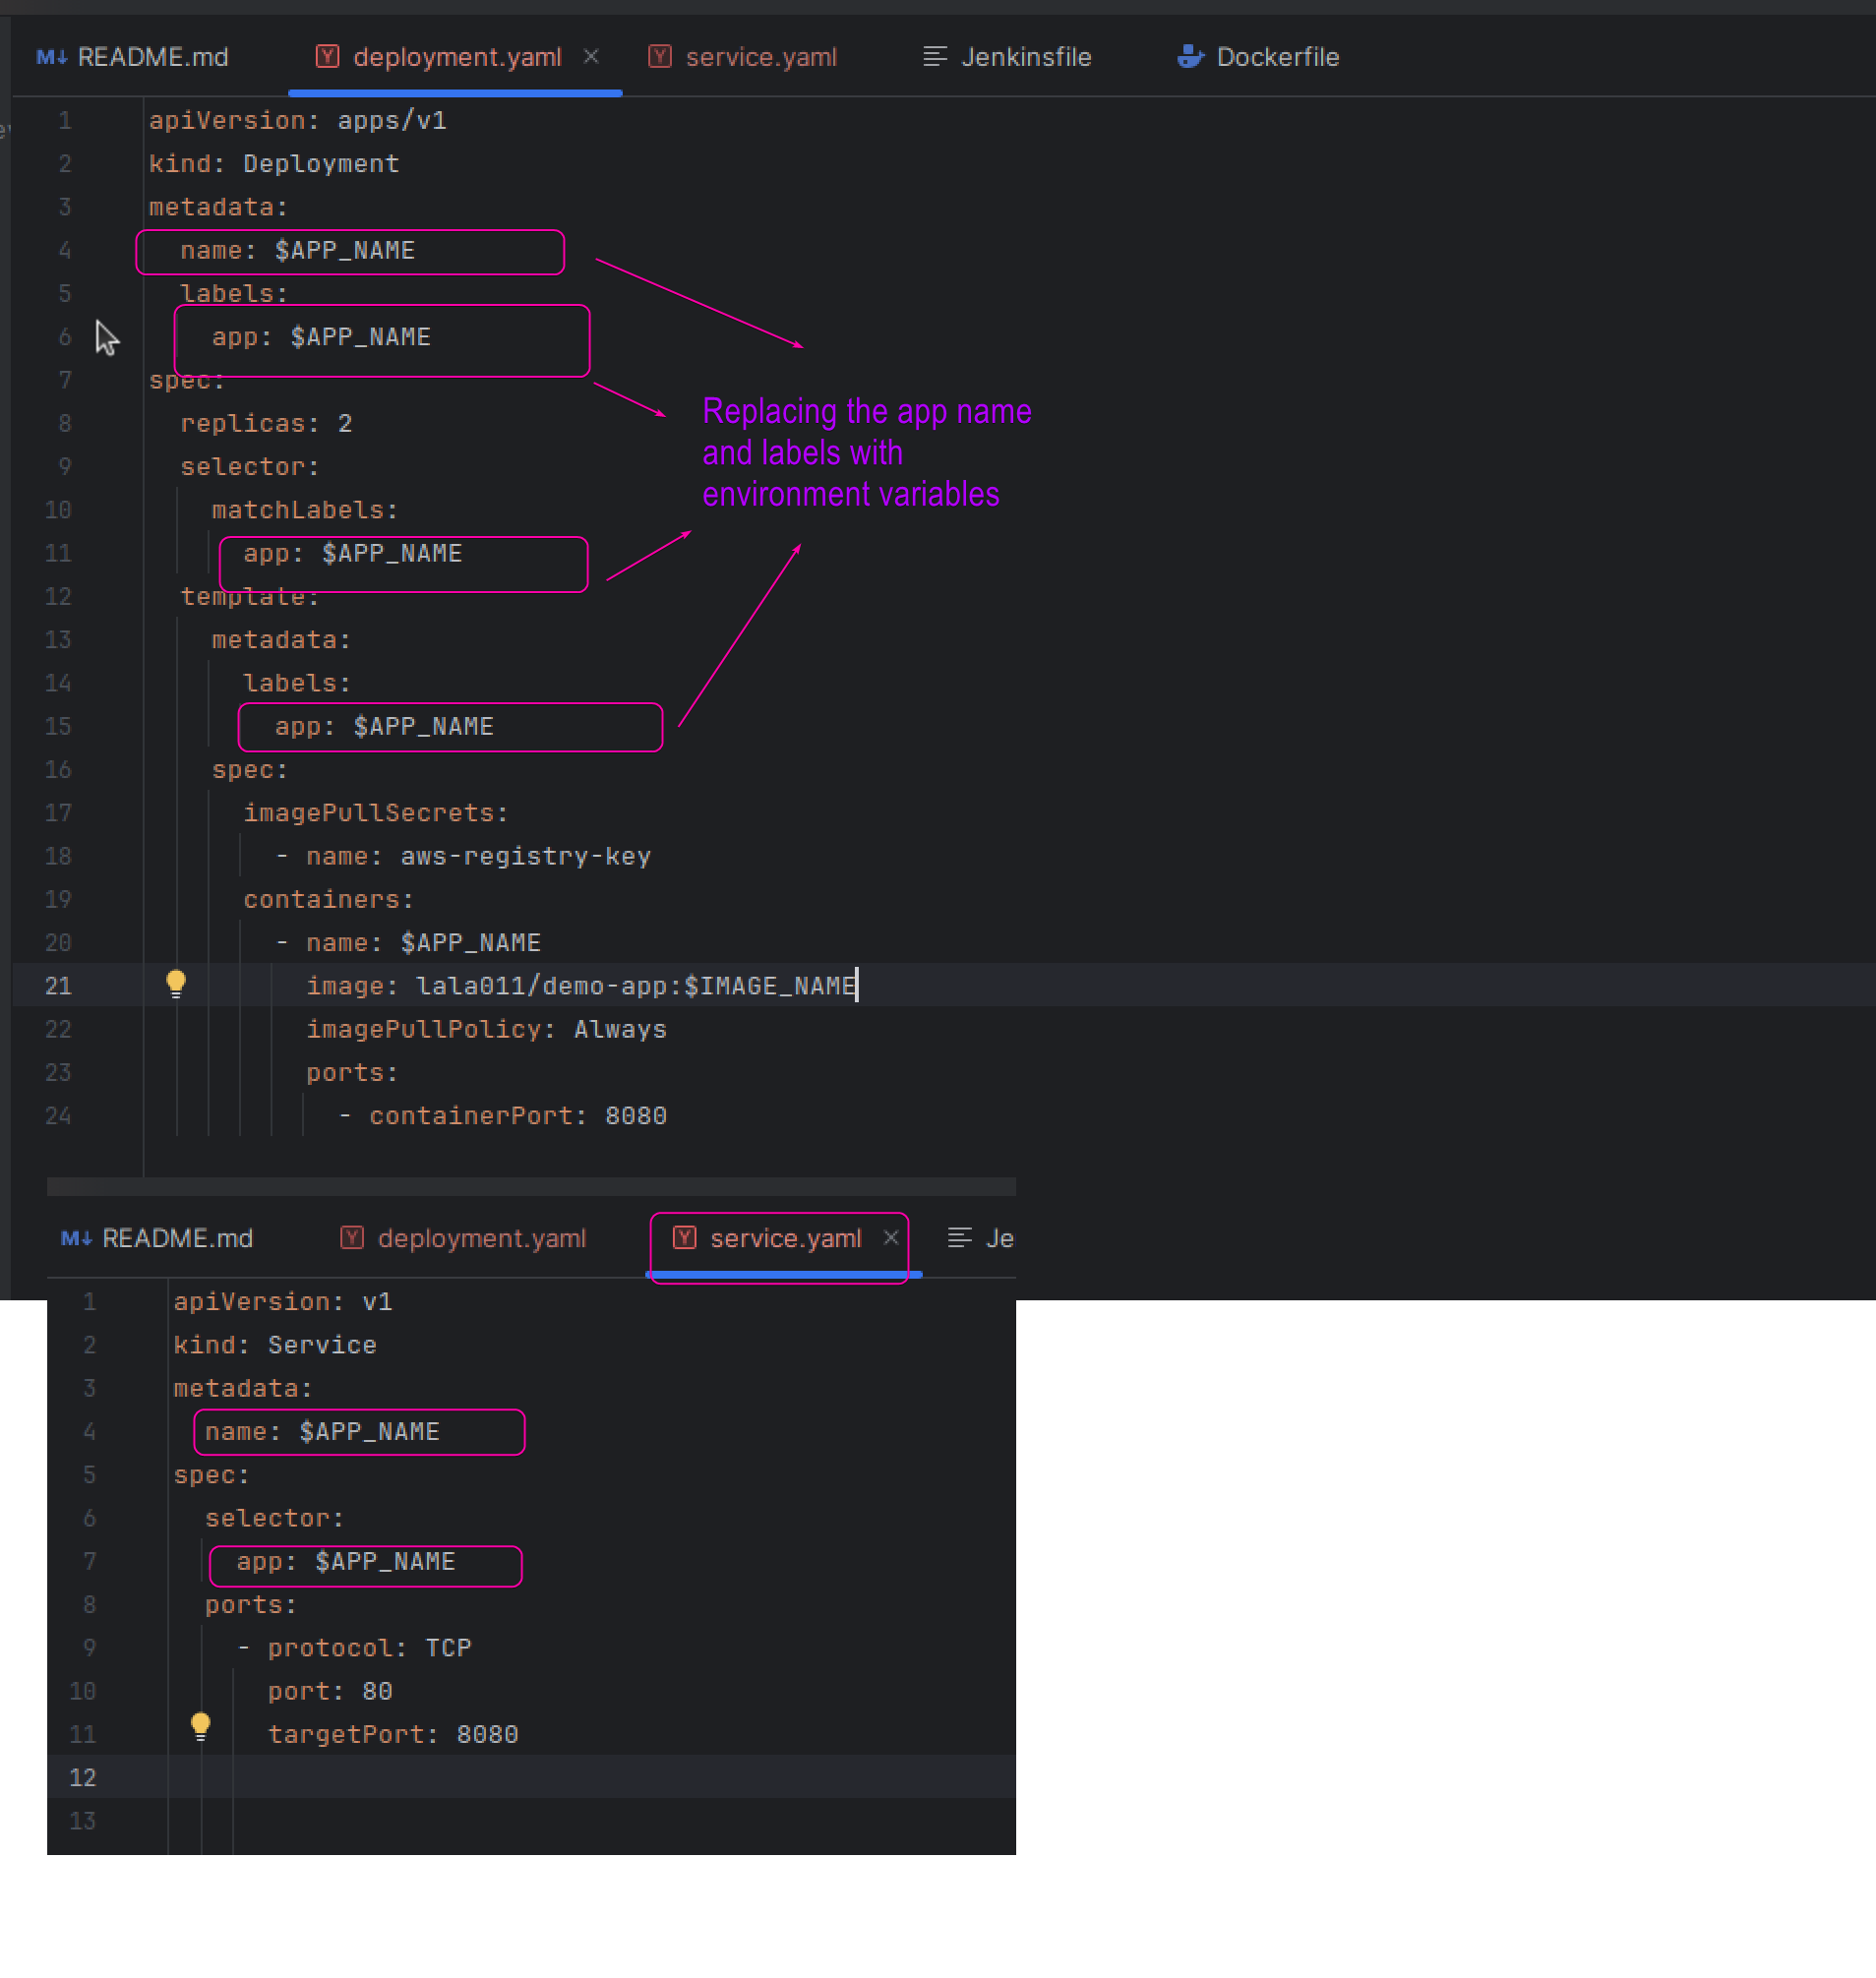 README.md deployment.yaml service.yaml Jenkinsfile Dockerfile
1 apiVersion: apps/v1
2 kind: Deployment
3 metadata:
4 name: $APP_NAME
5 labels:
6 app: $APP_NAME
7 spec:
8 replicas: 2
9 selector:
10 matchLabels:
11 app: $APP_NAME
12 template:
13 metadata:
14 labels:
15 app: $APP_NAME
16 spec:
17 imagePullSecrets:
18 - name: aws-registry-key
19 containers:
20 - name: $APP_NAME
21 image: lala011/demo-app:$IMAGE_NAME
22 imagePullPolicy: Always
23 ports:
24 - containerPort: 8080
Replacing the app name
and labels with
environment variables
README.md deployment.yaml service.yaml Je
1 apiVersion: v1
2 kind: Service
3 metadata:
4 name: $APP_NAME
5 spec:
6 selector:
7 app: $APP_NAME
8 ports:
9 - protocol: TCP
10 port: 80
11 targetPort: 8080
12
13